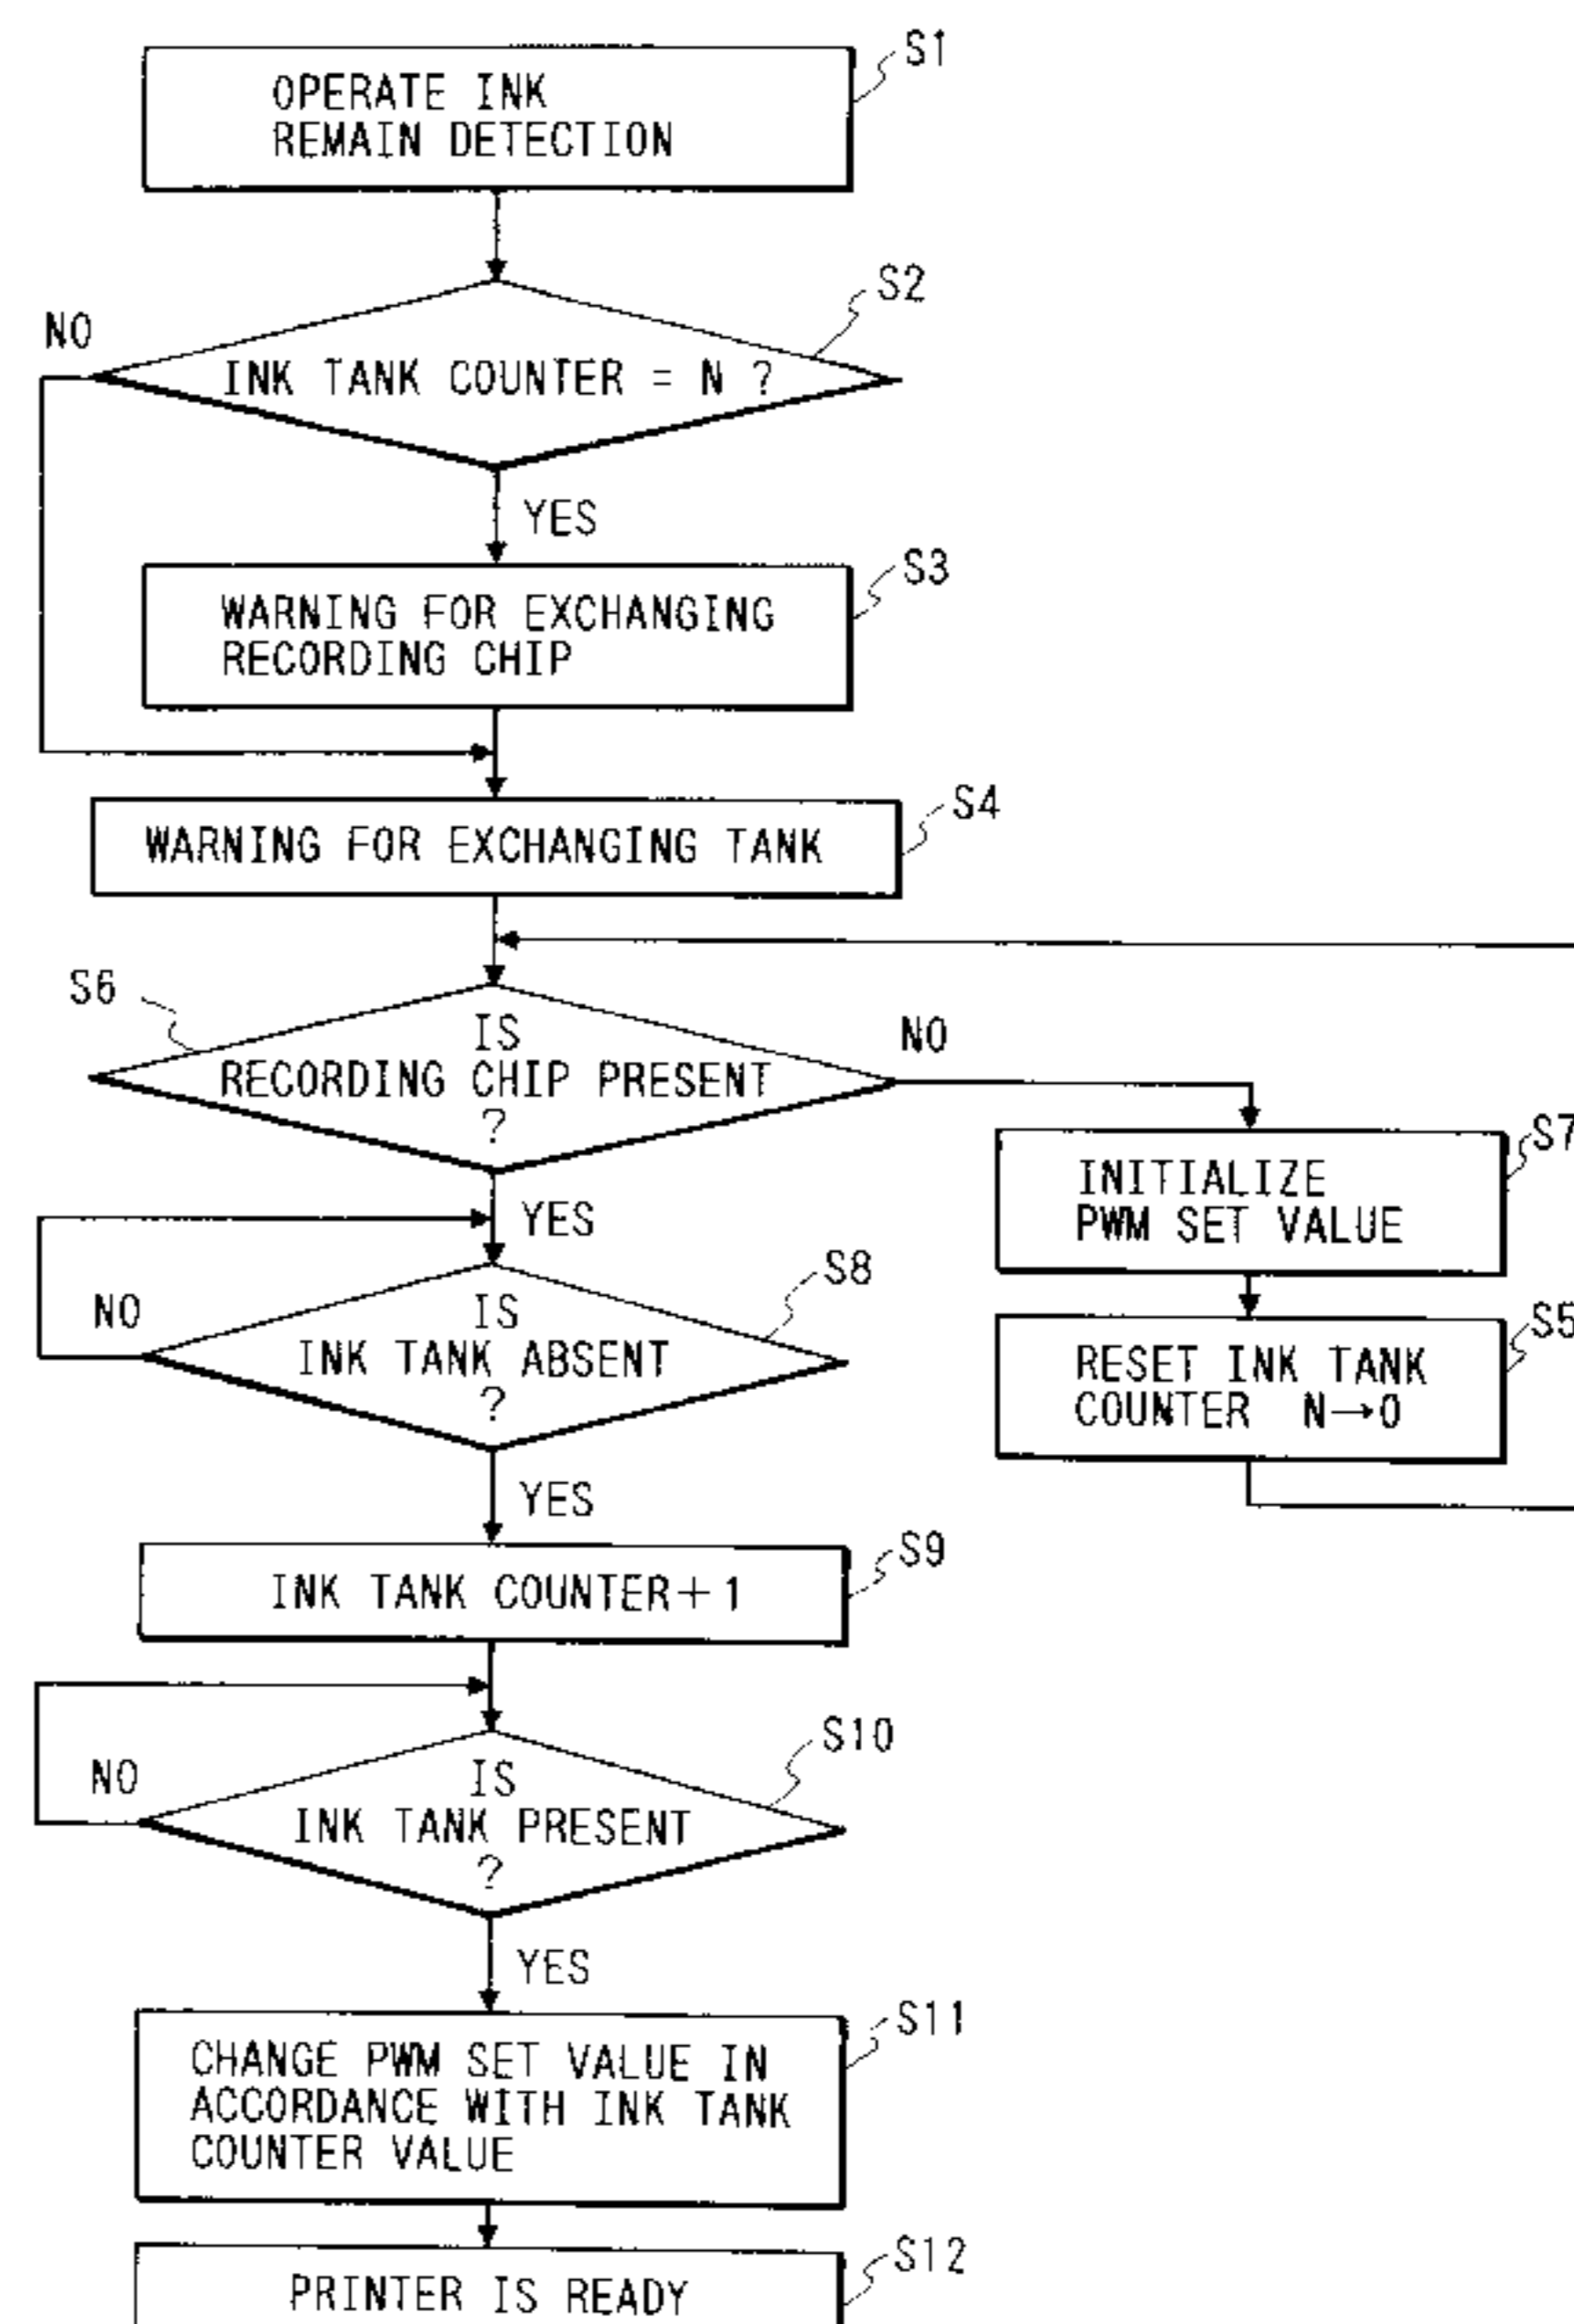 S1
OPERATE INK
REMAIN DETECTION
S2
NO
INK TANK COUNTER = N ?
YES
S3
WARNING FOR EXCHANGING
RECORDING CHIP
S4
WARNING FOR EXCHANGING TANK
S6
IS
RECORDING CHIP PRESENT
?
NO
YES
S7
INITIALIZE
PWM SET VALUE
S8
NO
IS
INK TANK ABSENT
?
S5
RESET INK TANK
COUNTER N→0
YES
S9
INK TANK COUNTER+1
S10
NO
IS
INK TANK PRESENT
?
YES
S11
CHANGE PWM SET VALUE IN
ACCORDANCE WITH INK TANK
COUNTER VALUE
S12
PRINTER IS READY